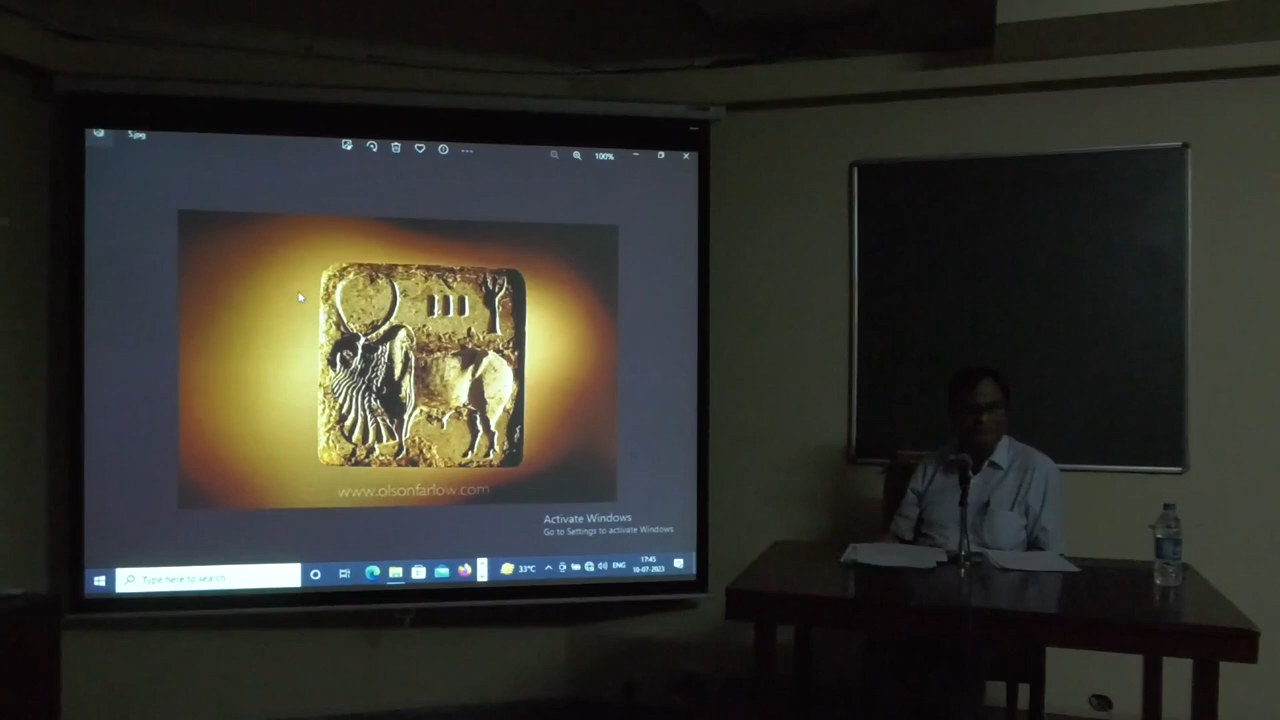 5.jpg
100%
www.olsonfarlow.com
Activate Windows
Go to Settings to activate Windows.
Type here to search
33°C
ENG
17:45
10-07-2023